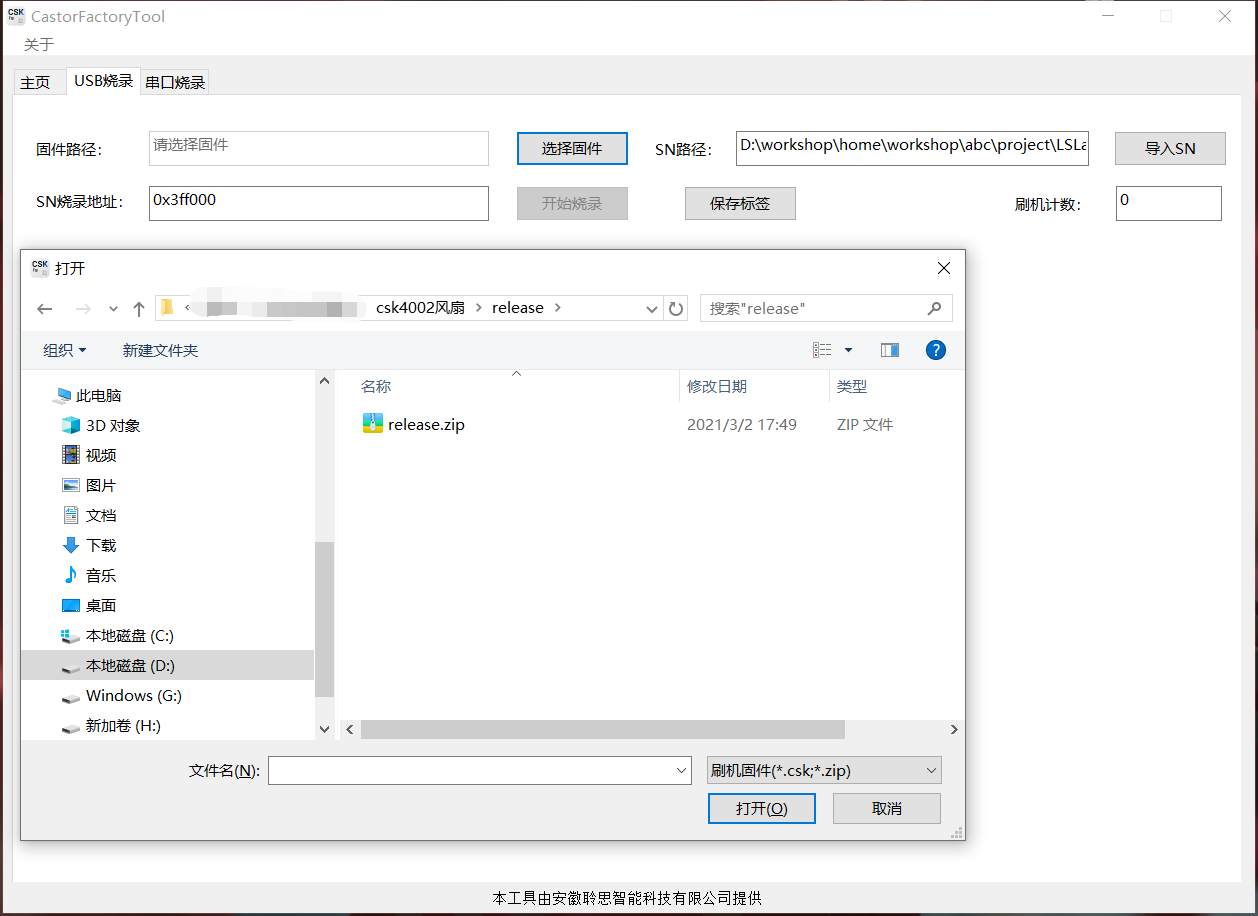 CSK CastorFactoryTool
关于
主页 USB烧录 串口烧录
固件路径: 请选择固件 选择固件 SN路径: D:\workshop\home\workshop\abc\project\LSLa 导入SN
SN烧录地址: 0x3ff000 开始烧录 保存标签 刷机计数: 0
CSK 打开
csk4002风扇 release 搜索"release"
组织 新建文件夹 ?
名称 修改日期 类型
release.zip 2021/3/2 17:49 ZIP 文件
此电脑
3D 对象
视频
图片
文档
下载
音乐
桌面
本地磁盘 (C:)
本地磁盘 (D:)
Windows (G:)
新加卷 (H:)
文件名(N): 刷机固件(*.csk;*.zip)
打开(O) 取消
本工具由安徽聆思智能科技有限公司提供